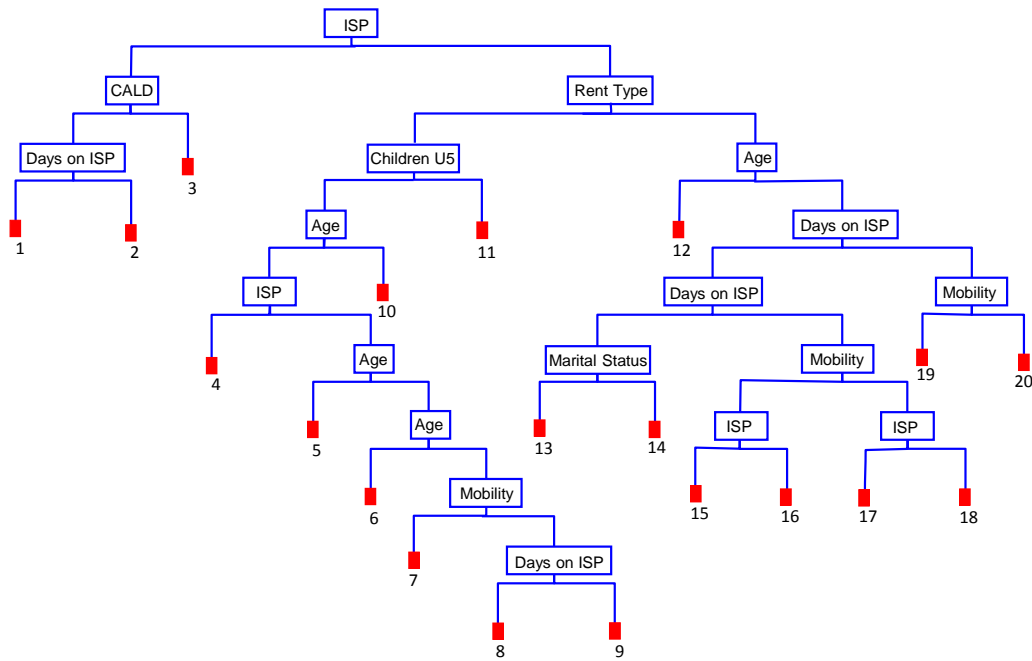 ISP
CALD
Rent Type
Days on ISP
3
Children U5
Age
1
2
Age
11
12
Days on ISP
ISP
10
Days on ISP
Mobility
4
Age
Marital Status
Mobility
19
20
5
Age
13
14
ISP
ISP
6
Mobility
15
16
17
18
7
Days on ISP
8
9